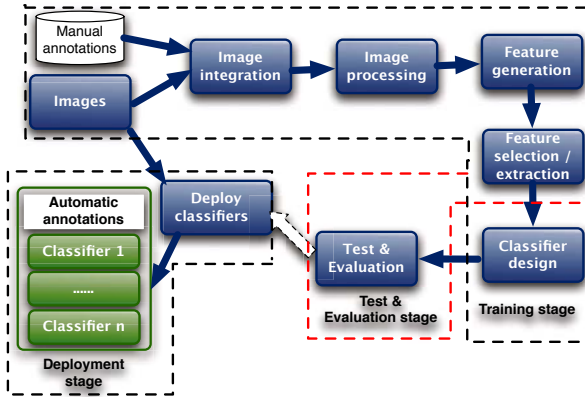 Manual
annotations
Images
Image
integration
Image
processing
Feature
generation
Feature
selection /
extraction
Classifier
design
Training stage
Test &
Evaluation
Test &
Evaluation stage
Deploy
classifiers
Automatic
annotations
Classifier 1
......
Classifier n
Deployment
stage